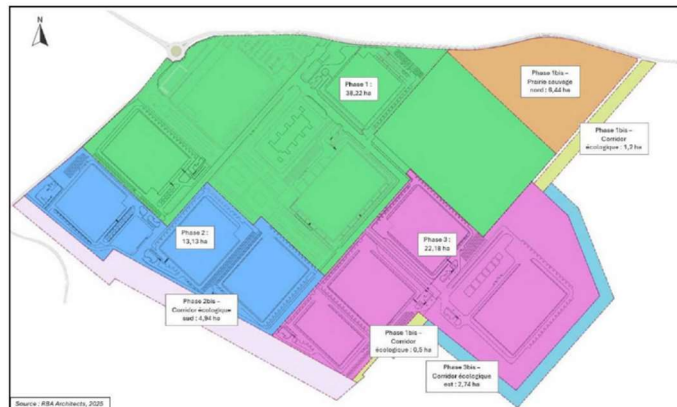 N
Phase 1 :
38,22 ha
Phase 1bis –
Prairie sauvage
nord : 5,44 ha
Phase 1bis –
Corridor
écologique : 1,2 ha
Phase 2 :
13,13 ha
Phase 3 :
22,18 ha
Phase 2bis –
Corridor écologique
sud : 4,94 ha
Phase 1bis –
Corridor
écologique : 0,5 ha
Phase 3bis –
Corridor écologique
est : 2,74 ha
Source : RBA Architects, 2025